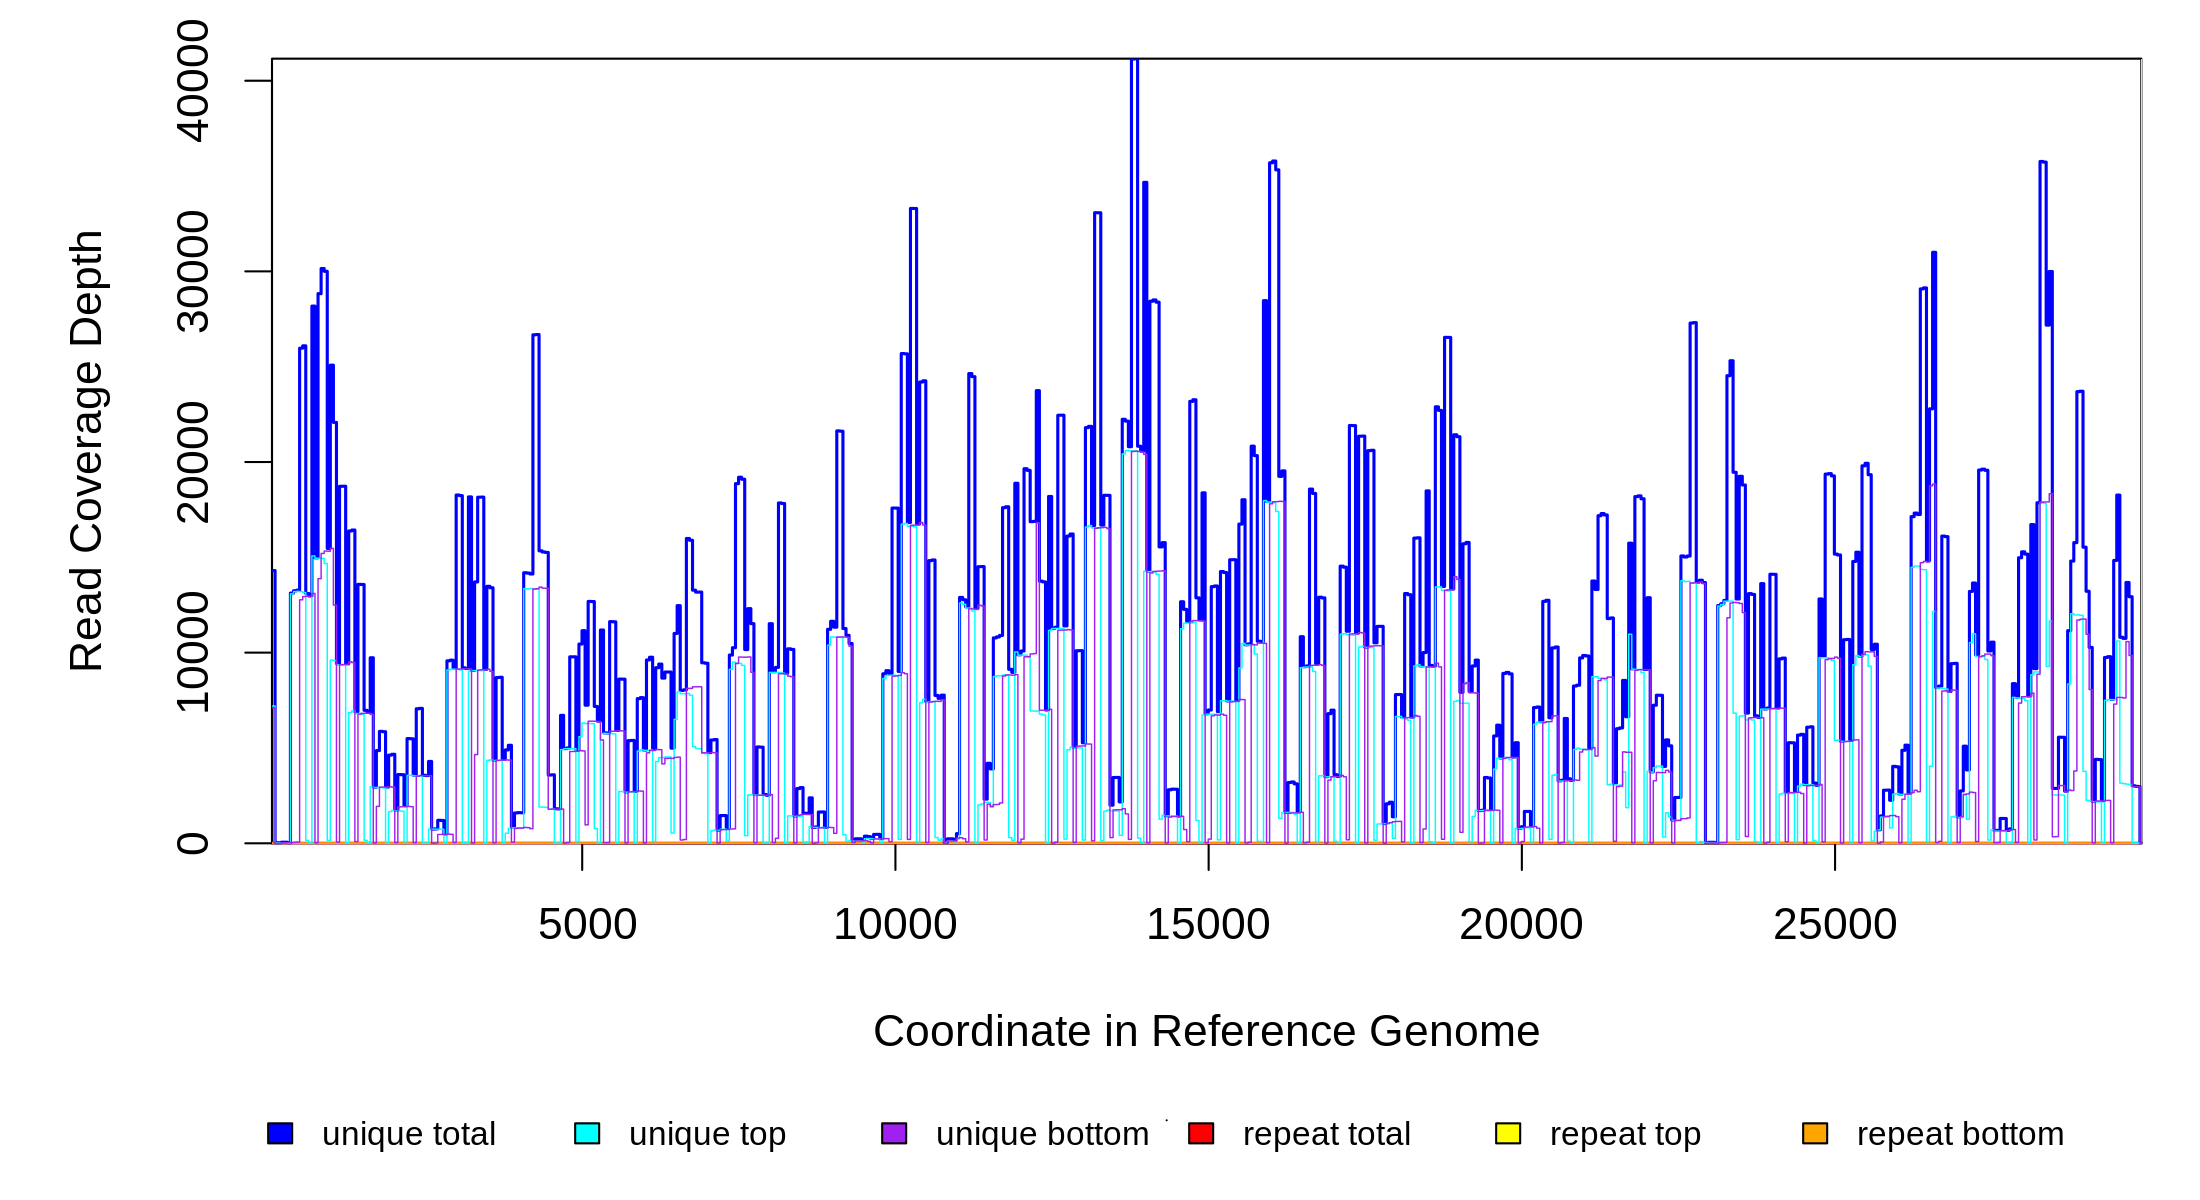 40000
30000
20000
10000
0
Read Coverage Depth
5000 10000 15000 20000 25000
Coordinate in Reference Genome
unique total unique top unique bottom repeat total repeat top repeat bottom